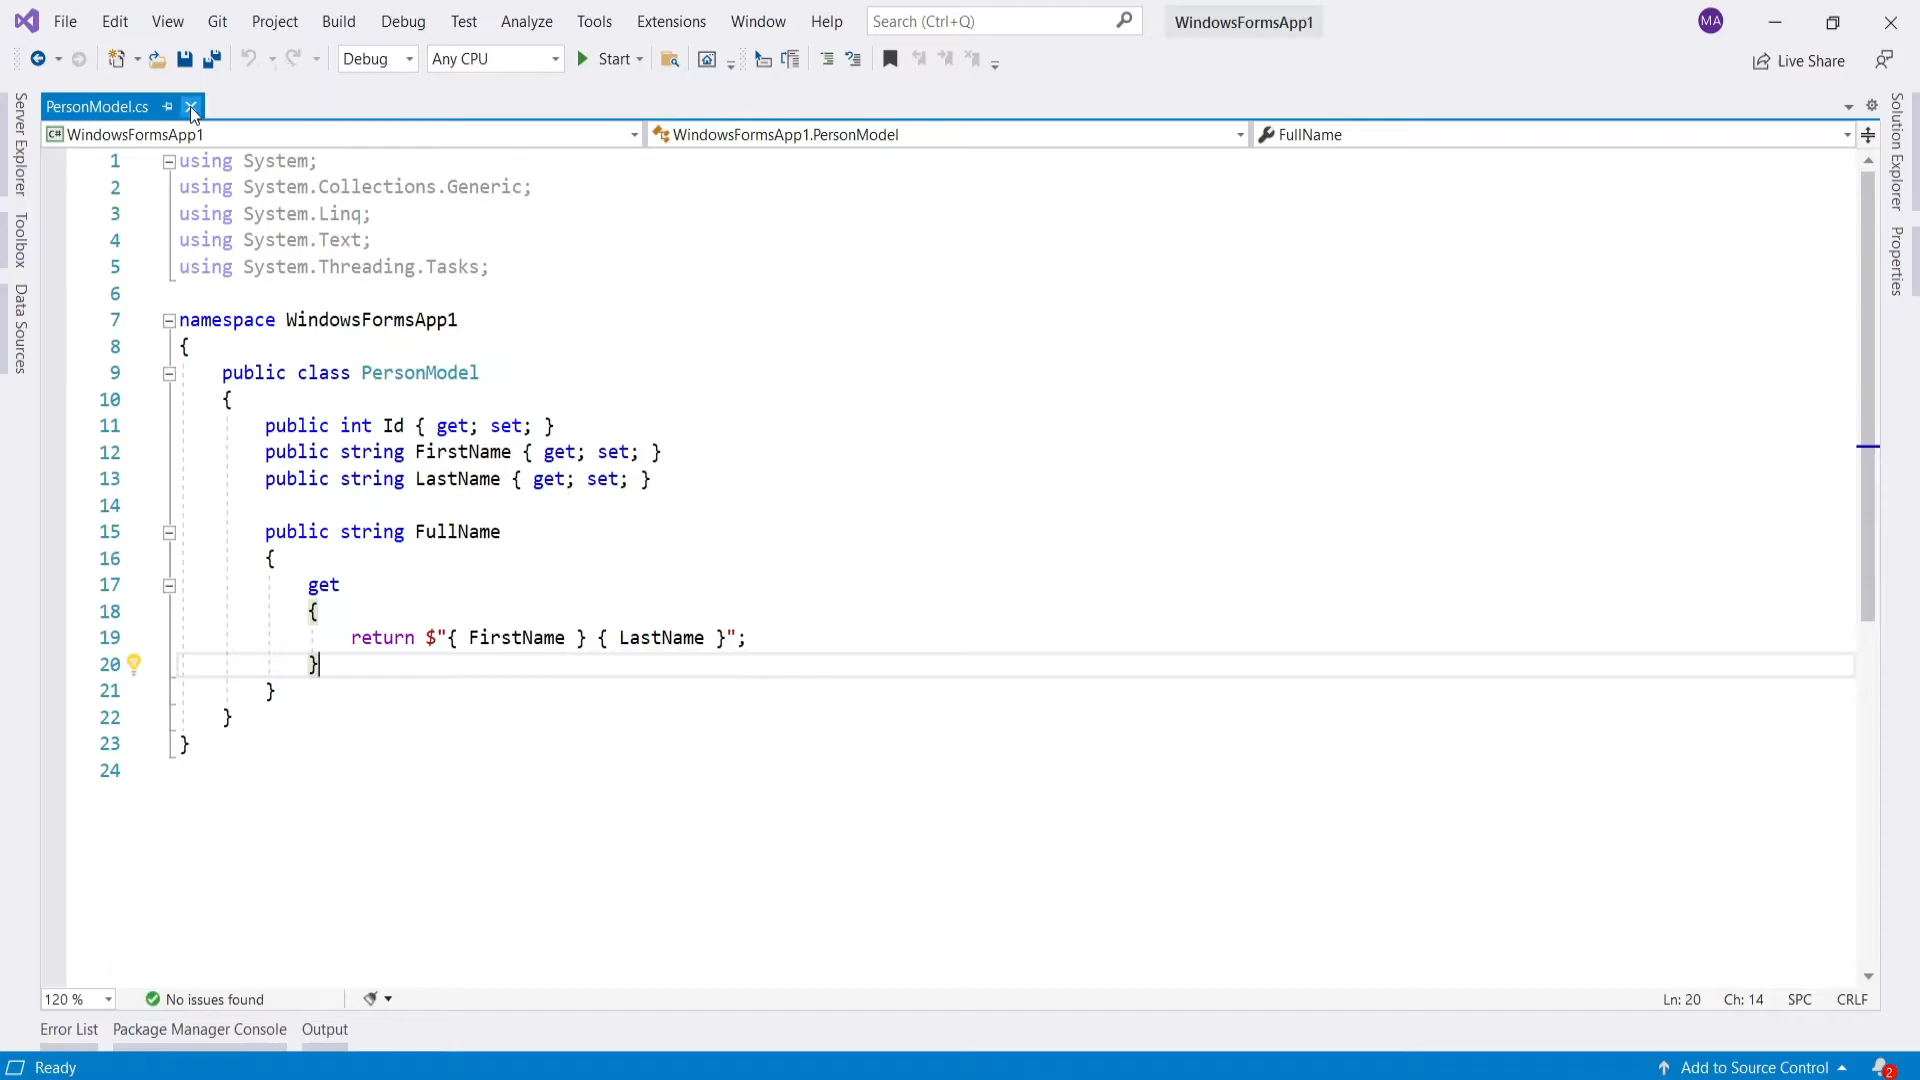 File Edit View Git Project Build Debug Test Analyze Tools Extensions Window Help Search (Ctrl+Q) WindowsFormsApp1 MA
Debug Any CPU Start Live Share
PersonModel.cs
C# WindowsFormsApp1 WindowsFormsApp1.PersonModel FullName
Server Explorer
Toolbox
Data Sources
1 using System;
2 using System.Collections.Generic;
3 using System.Linq;
4 using System.Text;
5 using System.Threading.Tasks;
6
7 namespace WindowsFormsApp1
8 {
9 public class PersonModel
10 {
11 public int Id { get; set; }
12 public string FirstName { get; set; }
13 public string LastName { get; set; }
14
15 public string FullName
16 {
17 get
18 {
19 return $"{ FirstName } { LastName }";
20 }
21 }
22 }
23 }
24
Solution Explorer
Properties
120 % No issues found Ln: 20 Ch: 14 SPC CRLF
Error List Package Manager Console Output
Ready Add to Source Control 2